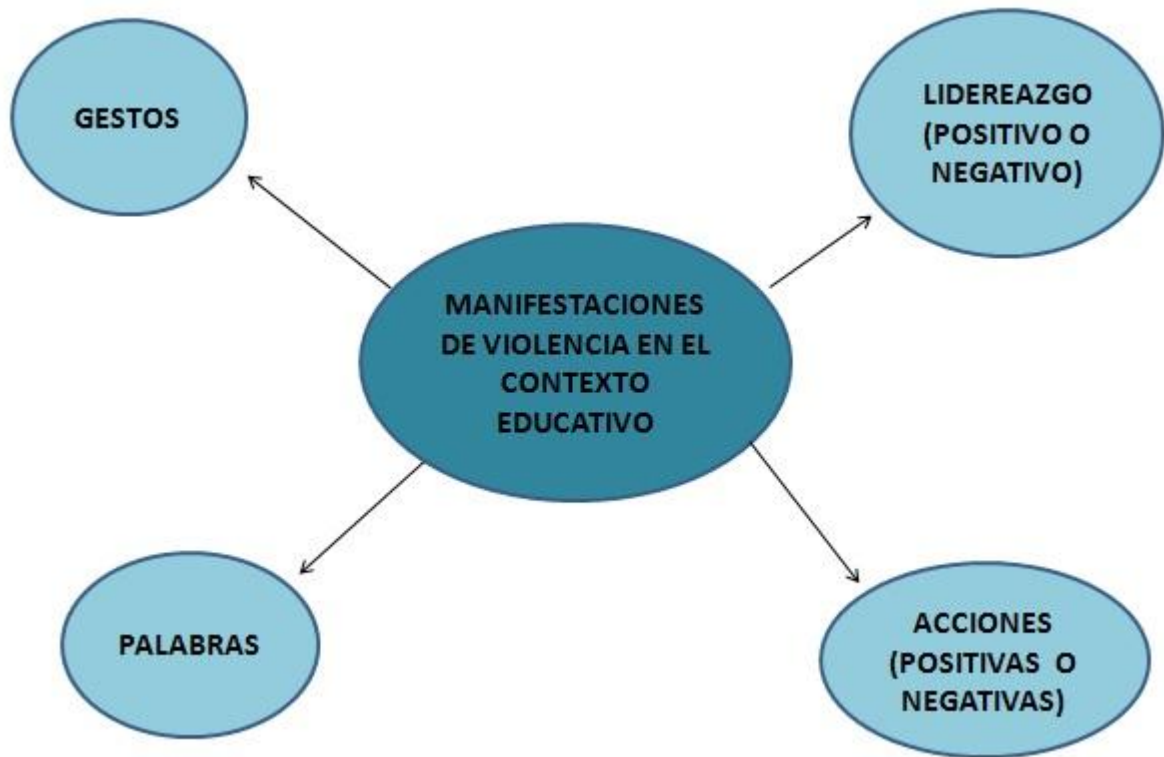 GESTOS
LIDEREAZGO
(POSITIVO O
NEGATIVO)
MANIFESTACIONES
DE VIOLENCIA EN EL
CONTEXTO
EDUCATIVO
PALABRAS
ACCIONES
(POSITIVAS O
NEGATIVAS)